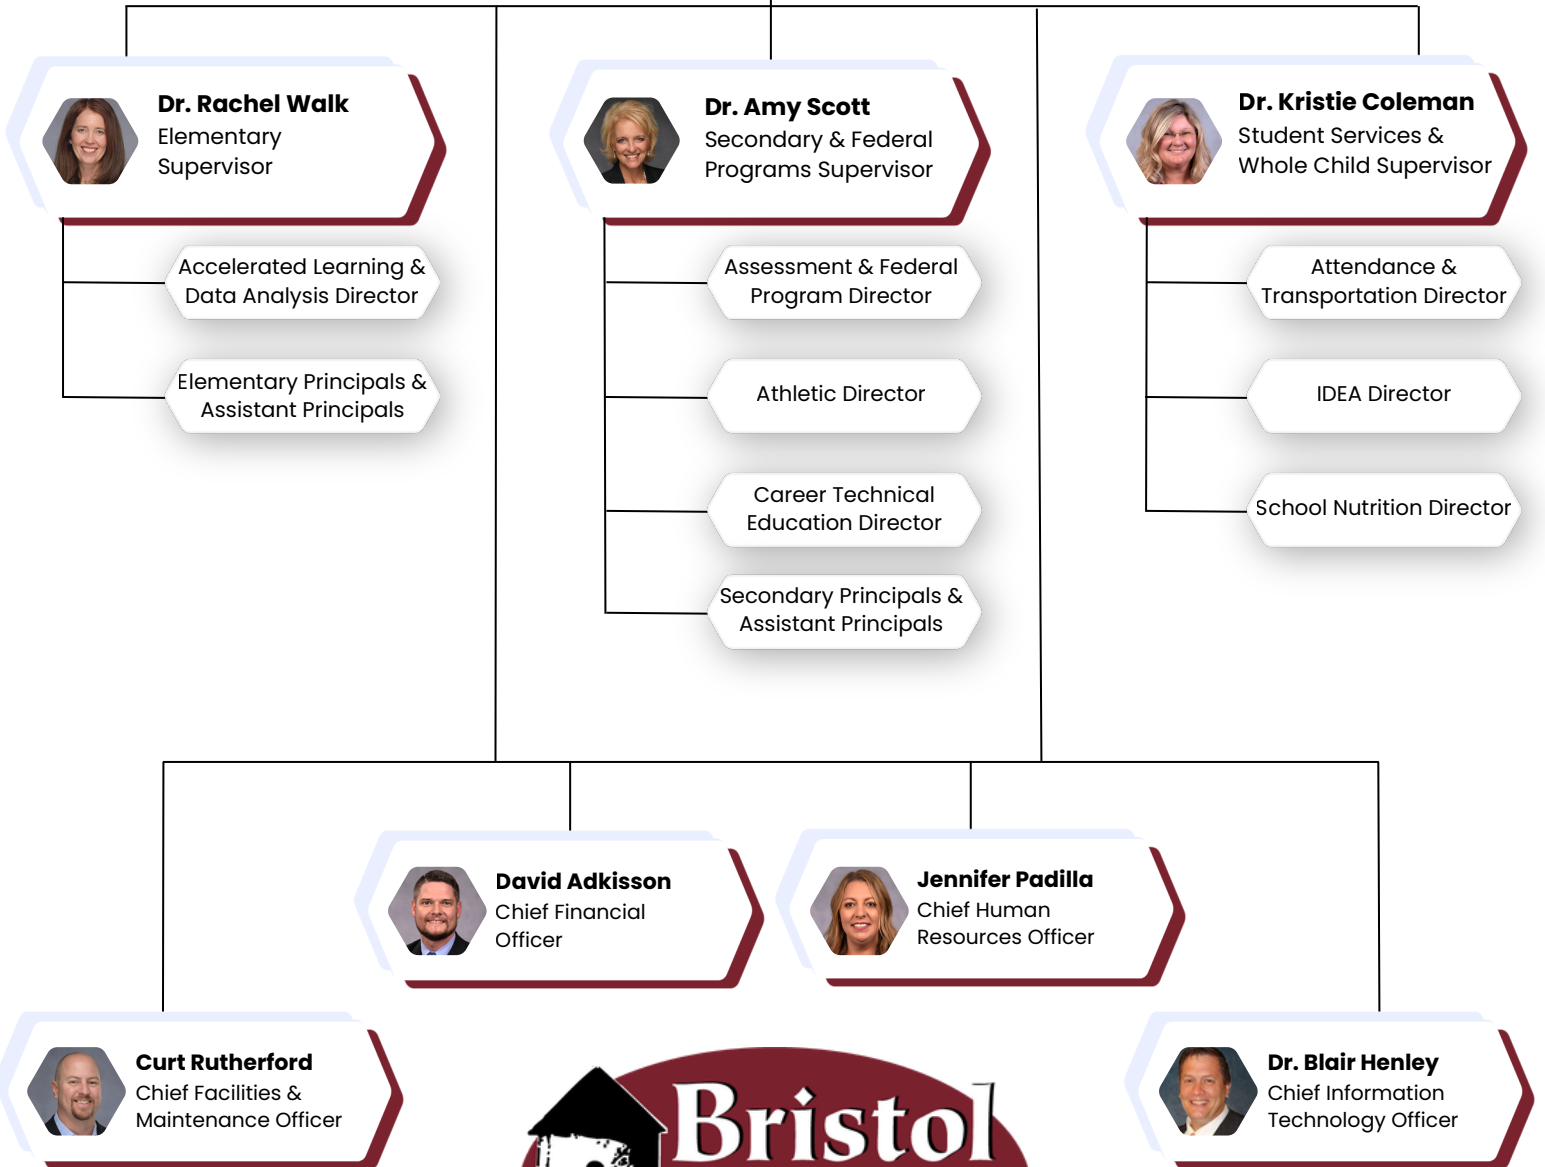 Dr. Rachel Walk
Elementary
Supervisor
Accelerated Learning &
Data Analysis Director
Elementary Principals &
Assistant Principals
Dr. Amy Scott
Secondary & Federal
Programs Supervisor
Assessment & Federal
Program Director
Athletic Director
Career Technical
Education Director
Secondary Principals &
Assistant Principals
Dr. Kristie Coleman
Student Services &
Whole Child Supervisor
Attendance &
Transportation Director
IDEA Director
School Nutrition Director
David Adkisson
Chief Financial
Officer
Jennifer Padilla
Chief Human
Resources Officer
Curt Rutherford
Chief Facilities &
Maintenance Officer
Bristol
Dr. Blair Henley
Chief Information
Technology Officer